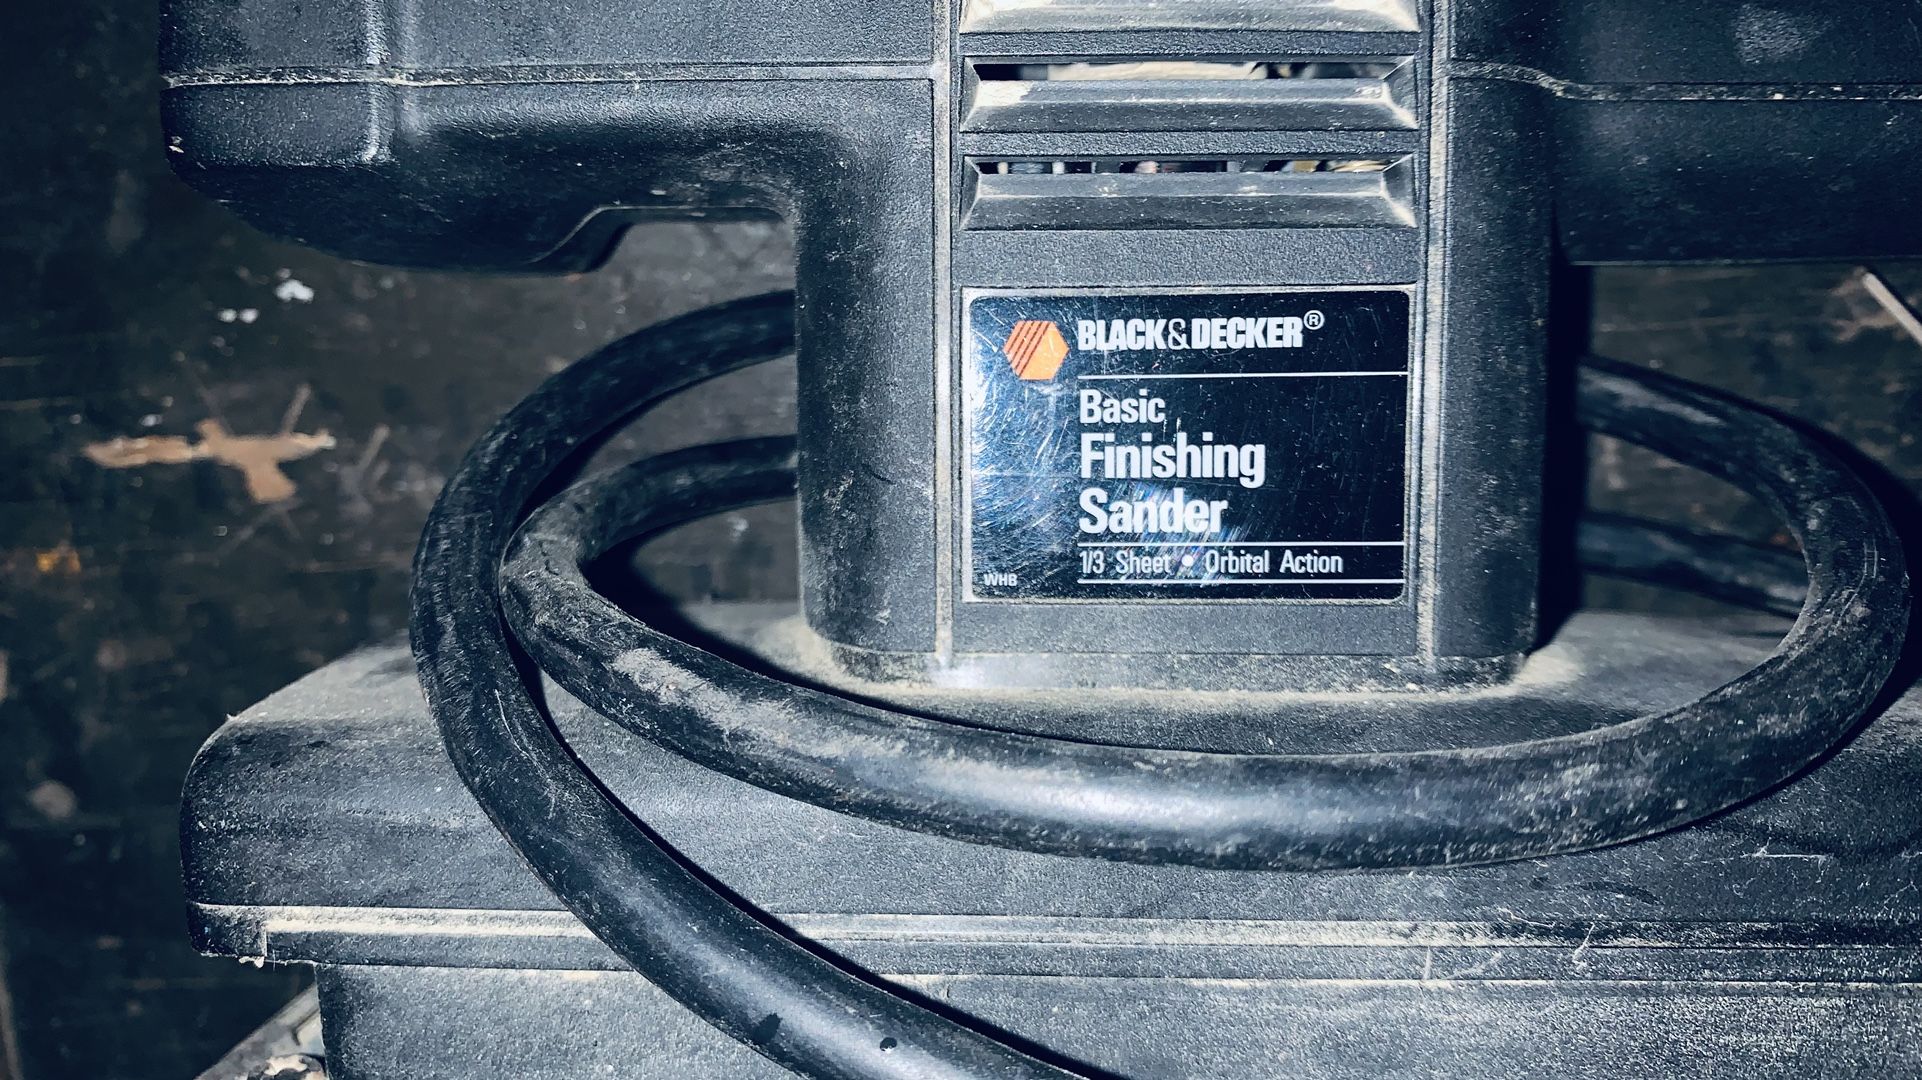 BLACK&DECKER®
Basic
Finishing
Sander
1/3 Sheet • Orbital Action
WHB